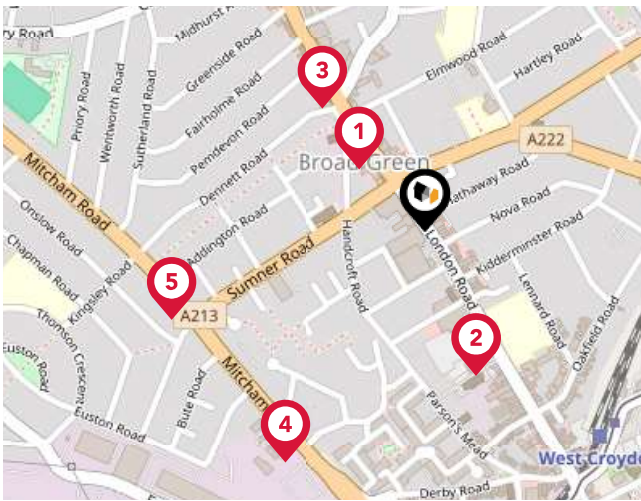 Midhurst Road
ry Road
Greenside Road
Elmwood Road
Hartley Road
3
Priory Road
Wentworth Road
Sutherland Road
Fairholme Road
Pemdevon Road
1
A222
Broad Green
Mitcham Road
Dennett Road
Hathaway Road
Nova Road
Onslow Road
Addington Road
Handcroft Road
London Road
Kidderminster Road
Chapman Road
Kingsley Road
Sumner Road
5
A213
Lennard Road
Oakfield Road
Thomson Crescent
2
Euston Road
Mitcham
Bute Road
Euston Road
4
Parson's Mead
West Croyd
Derby Road